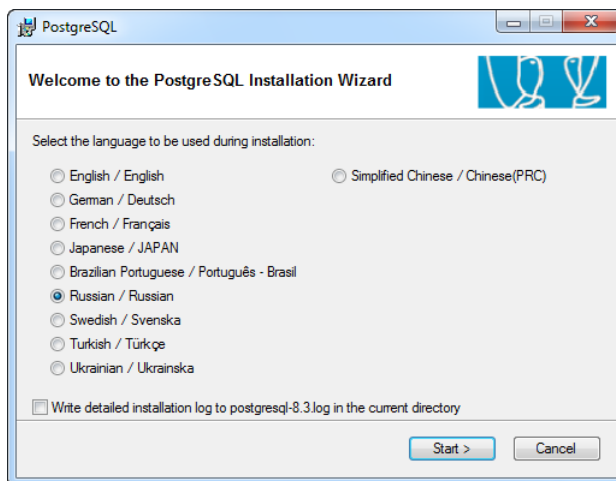 PostgreSQL
Welcome to the PostgreSQL Installation Wizard
Select the language to be used during installation:
English / English
German / Deutsch
French / Français
Japanese / JAPAN
Brazilian Portuguese / Português - Brasil
Russian / Russian
Swedish / Svenska
Turkish / Türkçe
Ukrainian / Ukrainska
Simplified Chinese / Chinese(PRC)
Write detailed installation log to postgresql-8.3.log in the current directory
Start >
Cancel